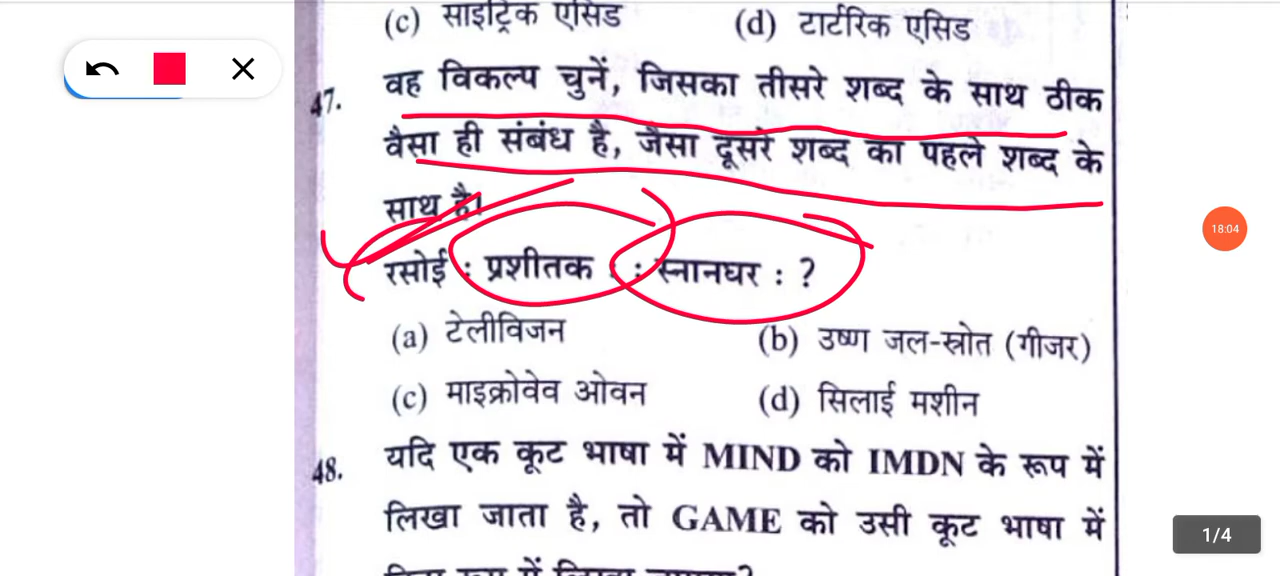 (c) साइट्रिक एसिड (d) टार्टरिक एसिड
47. वह विकल्प चुनें, जिसका तीसरे शब्द के साथ ठीक
वैसा ही संबंध है, जैसा दूसरे शब्द का पहले शब्द के
साथ है।
रसोई : प्रशीतक : : स्नानघर : ?
(a) टेलीविजन (b) उष्ण जल-स्रोत (गीजर)
(c) माइक्रोवेव ओवन (d) सिलाई मशीन
48. यदि एक कूट भाषा में MIND को IMDN के रूप में
लिखा जाता है, तो GAME को उसी कूट भाषा में
18:04
1/4